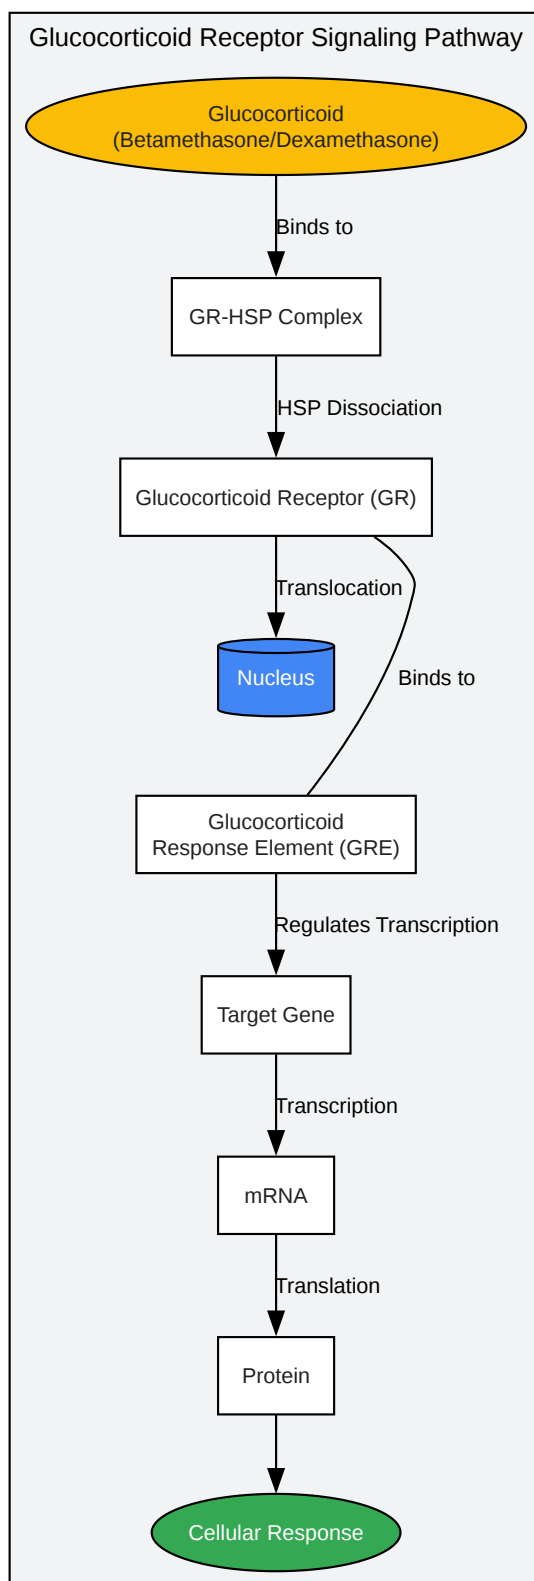 Glucocorticoid Receptor Signaling Pathway
Glucocorticoid
(Betamethasone/Dexamethasone)
Binds to
GR-HSP Complex
HSP Dissociation
Glucocorticoid Receptor (GR)
Translocation
Nucleus
Binds to
Glucocorticoid
Response Element (GRE)
Regulates Transcription
Target Gene
Transcription
mRNA
Translation
Protein
Cellular Response